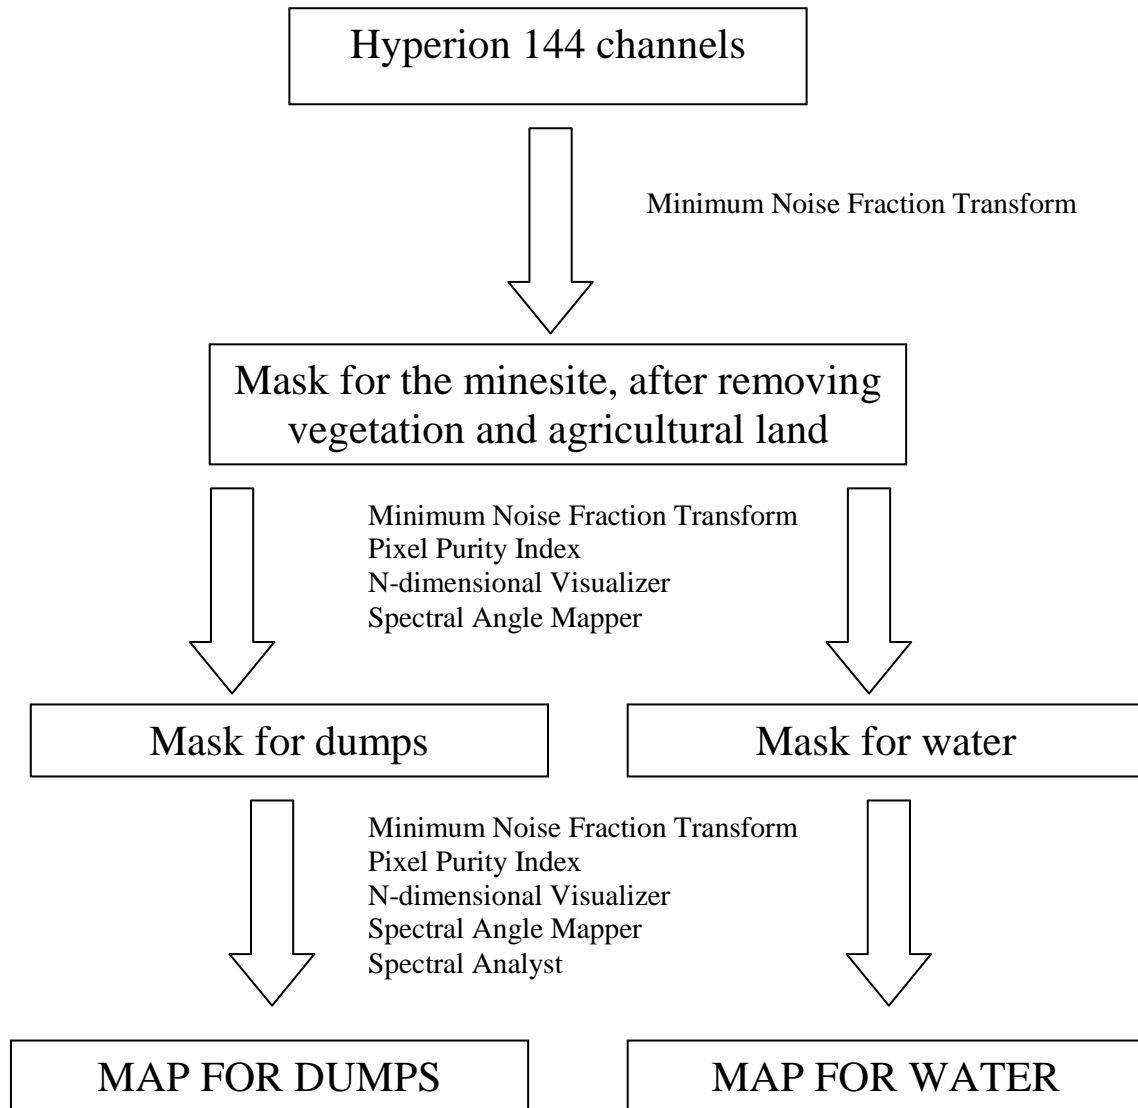 Hyperion 144 channels
Minimum Noise Fraction Transform
Mask for the minesite, after removing
vegetation and agricultural land
Minimum Noise Fraction Transform
Pixel Purity Index
N-dimensional Visualizer
Spectral Angle Mapper
Mask for dumps
Mask for water
Minimum Noise Fraction Transform
Pixel Purity Index
N-dimensional Visualizer
Spectral Angle Mapper
Spectral Analyst
MAP FOR DUMPS
MAP FOR WATER